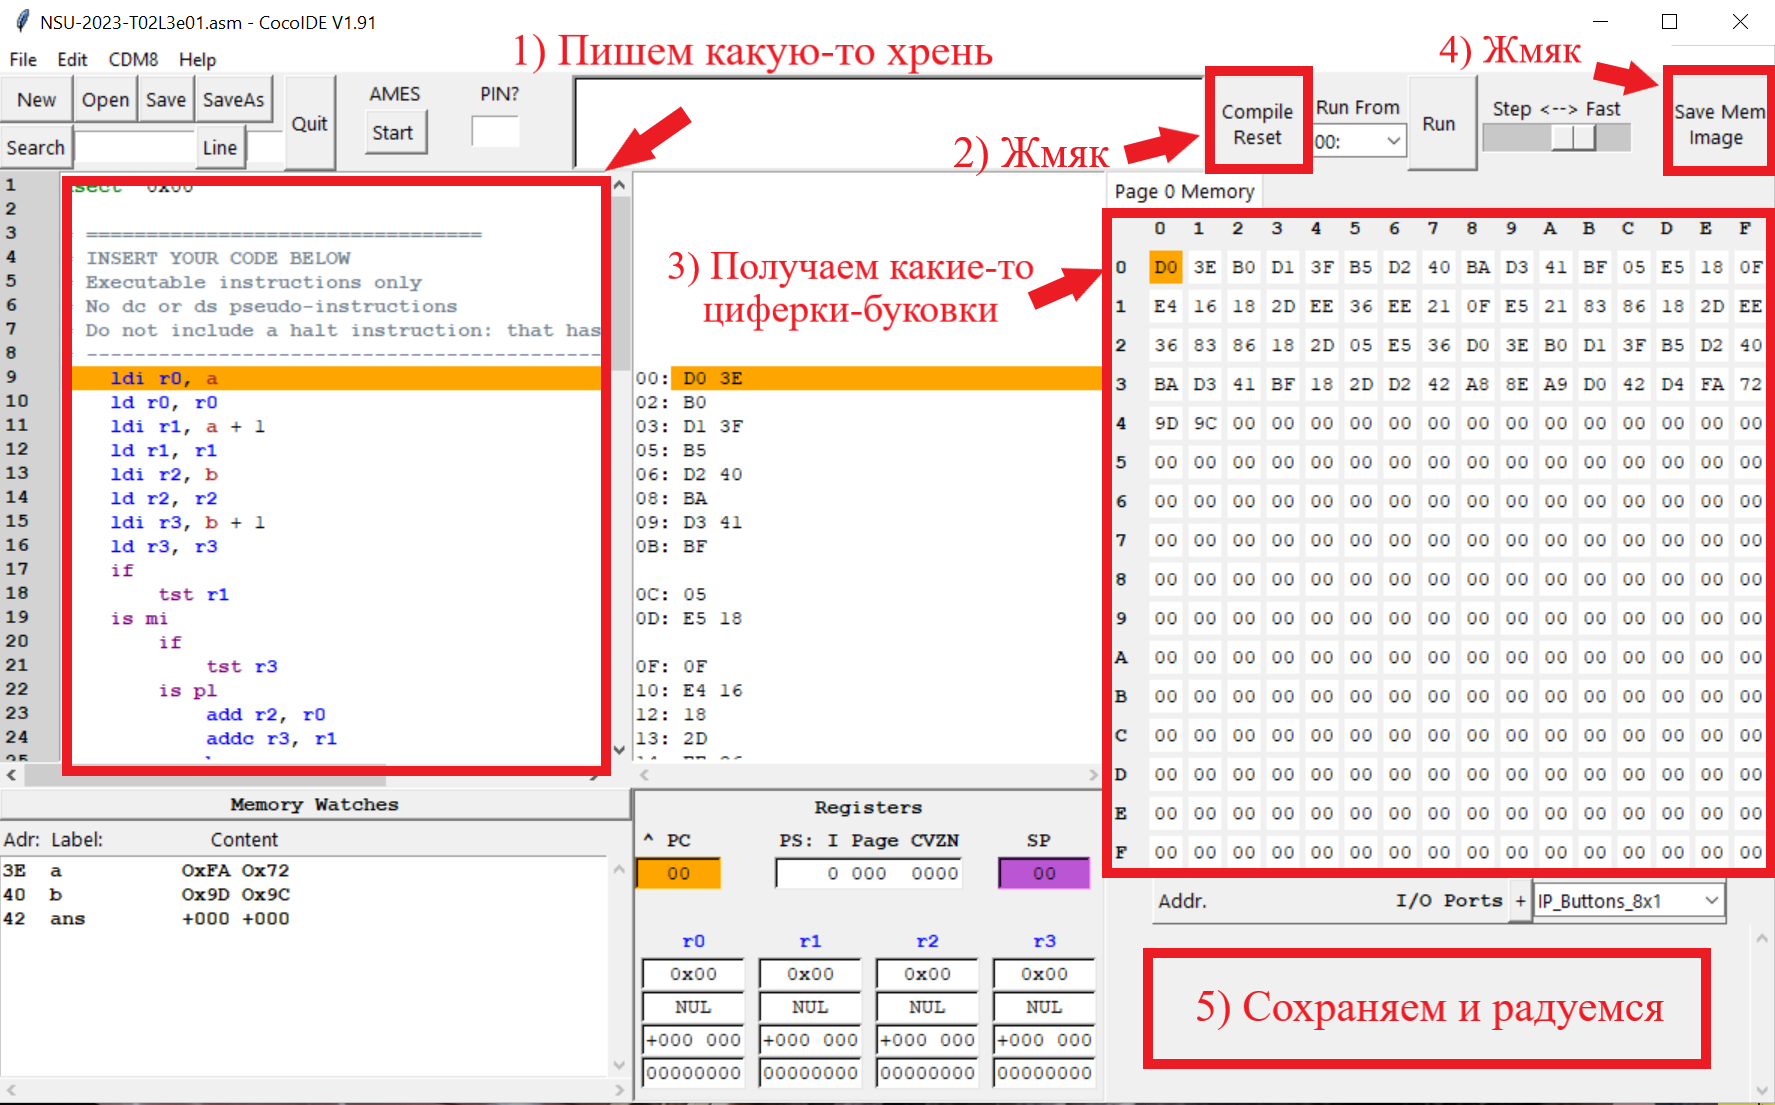 NSU-2023-T02L3e01.asm - CocoIDE V1.91
File Edit CDM8 Help
1) Пишем какую-то хрень
4) Жмяк
New Open Save SaveAs
Quit
AMES
Start
PIN?
Search
Line
2) Жмяк
Compile
Reset
Run From
00:
Run
Step <--> Fast
Save Mem
Image
1 asect 0x00
2
3 =================================
4 INSERT YOUR CODE BELOW
5 Executable instructions only
6 No dc or ds pseudo-instructions
7 Do not include a halt instruction: that has
8 -------------------------------------------
9 ldi r0, a
10 ld r0, r0
11 ldi r1, a + 1
12 ld r1, r1
13 ldi r2, b
14 ld r2, r2
15 ldi r3, b + 1
16 ld r3, r3
17 if
18 tst r1
19 is mi
20 if
21 tst r3
22 is pl
23 add r2, r0
24 addc r3, r1
25
3) Получаем какие-то
циферки-буковки
00: D0 3E
02: B0
03: D1 3F
05: B5
06: D2 40
08: BA
09: D3 41
0B: BF
0C: 05
0D: E5 18
0F: 0F
10: E4 16
12: 18
13: 2D
Page 0 Memory
0 1 2 3 4 5 6 7 8 9 A B C D E F
0 D0 3E B0 D1 3F B5 D2 40 BA D3 41 BF 05 E5 18 0F
1 E4 16 18 2D EE 36 EE 21 0F E5 21 83 86 18 2D EE
2 36 83 86 18 2D 05 E5 36 D0 3E B0 D1 3F B5 D2 40
3 BA D3 41 BF 18 2D D2 42 A8 8E A9 D0 42 D4 FA 72
4 9D 9C 00 00 00 00 00 00 00 00 00 00 00 00 00 00
5 00 00 00 00 00 00 00 00 00 00 00 00 00 00 00 00
6 00 00 00 00 00 00 00 00 00 00 00 00 00 00 00 00
7 00 00 00 00 00 00 00 00 00 00 00 00 00 00 00 00
8 00 00 00 00 00 00 00 00 00 00 00 00 00 00 00 00
9 00 00 00 00 00 00 00 00 00 00 00 00 00 00 00 00
A 00 00 00 00 00 00 00 00 00 00 00 00 00 00 00 00
B 00 00 00 00 00 00 00 00 00 00 00 00 00 00 00 00
C 00 00 00 00 00 00 00 00 00 00 00 00 00 00 00 00
D 00 00 00 00 00 00 00 00 00 00 00 00 00 00 00 00
E 00 00 00 00 00 00 00 00 00 00 00 00 00 00 00 00
F 00 00 00 00 00 00 00 00 00 00 00 00 00 00 00 00
Memory Watches
Adr: Label: Content
3E a 0xFA 0x72
40 b 0x9D 0x9C
42 ans +000 +000
Registers
^ PC PS: I Page CVZN SP
00 0 000 0000 00
r0 r1 r2 r3
0x00 0x00 0x00 0x00
NUL NUL NUL NUL
+000 000 +000 000 +000 000 +000 000
00000000 00000000 00000000 00000000
Addr. I/O Ports + IP_Buttons_8x1
5) Сохраняем и радуемся